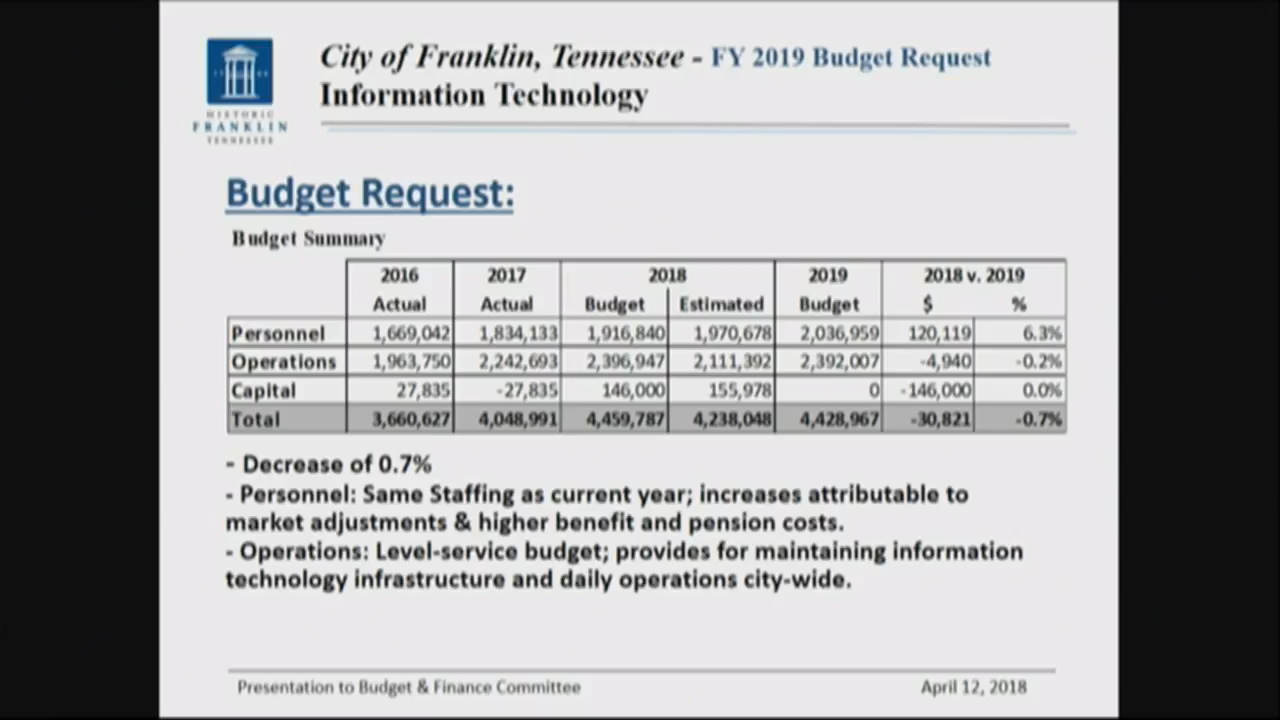 HISTORIC
FRANKLIN
TENNESSEE
City of Franklin, Tennessee - FY 2019 Budget Request
Information Technology
Budget Request:
Budget Summary
2016 2017 2018 2019 2018 v. 2019
Actual Actual Budget Estimated Budget $ %
Personnel 1,669,042 1,834,133 1,916,840 1,970,678 2,036,959 120,119 6.3%
Operations 1,963,750 2,242,693 2,396,947 2,111,392 2,392,007 -4,940 -0.2%
Capital 27,835 -27,835 146,000 155,978 0 -146,000 0.0%
Total 3,660,627 4,048,991 4,459,787 4,238,048 4,428,967 -30,821 -0.7%
- Decrease of 0.7%
- Personnel: Same Staffing as current year; increases attributable to
market adjustments & higher benefit and pension costs.
- Operations: Level-service budget; provides for maintaining information
technology infrastructure and daily operations city-wide.
Presentation to Budget & Finance Committee April 12, 2018